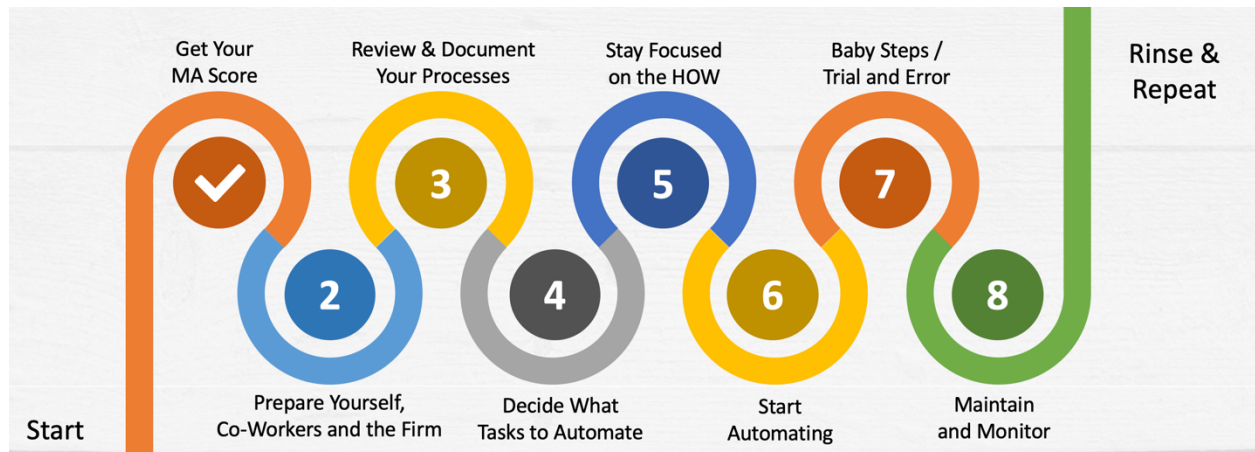 Get Your
MA Score
Review & Document
Your Processes
Stay Focused
on the HOW
Baby Steps /
Trial and Error
Rinse &
Repeat
3
5
7
2
4
6
8
Start
Prepare Yourself,
Co-Workers and the Firm
Decide What
Tasks to Automate
Start
Automating
Maintain
and Monitor